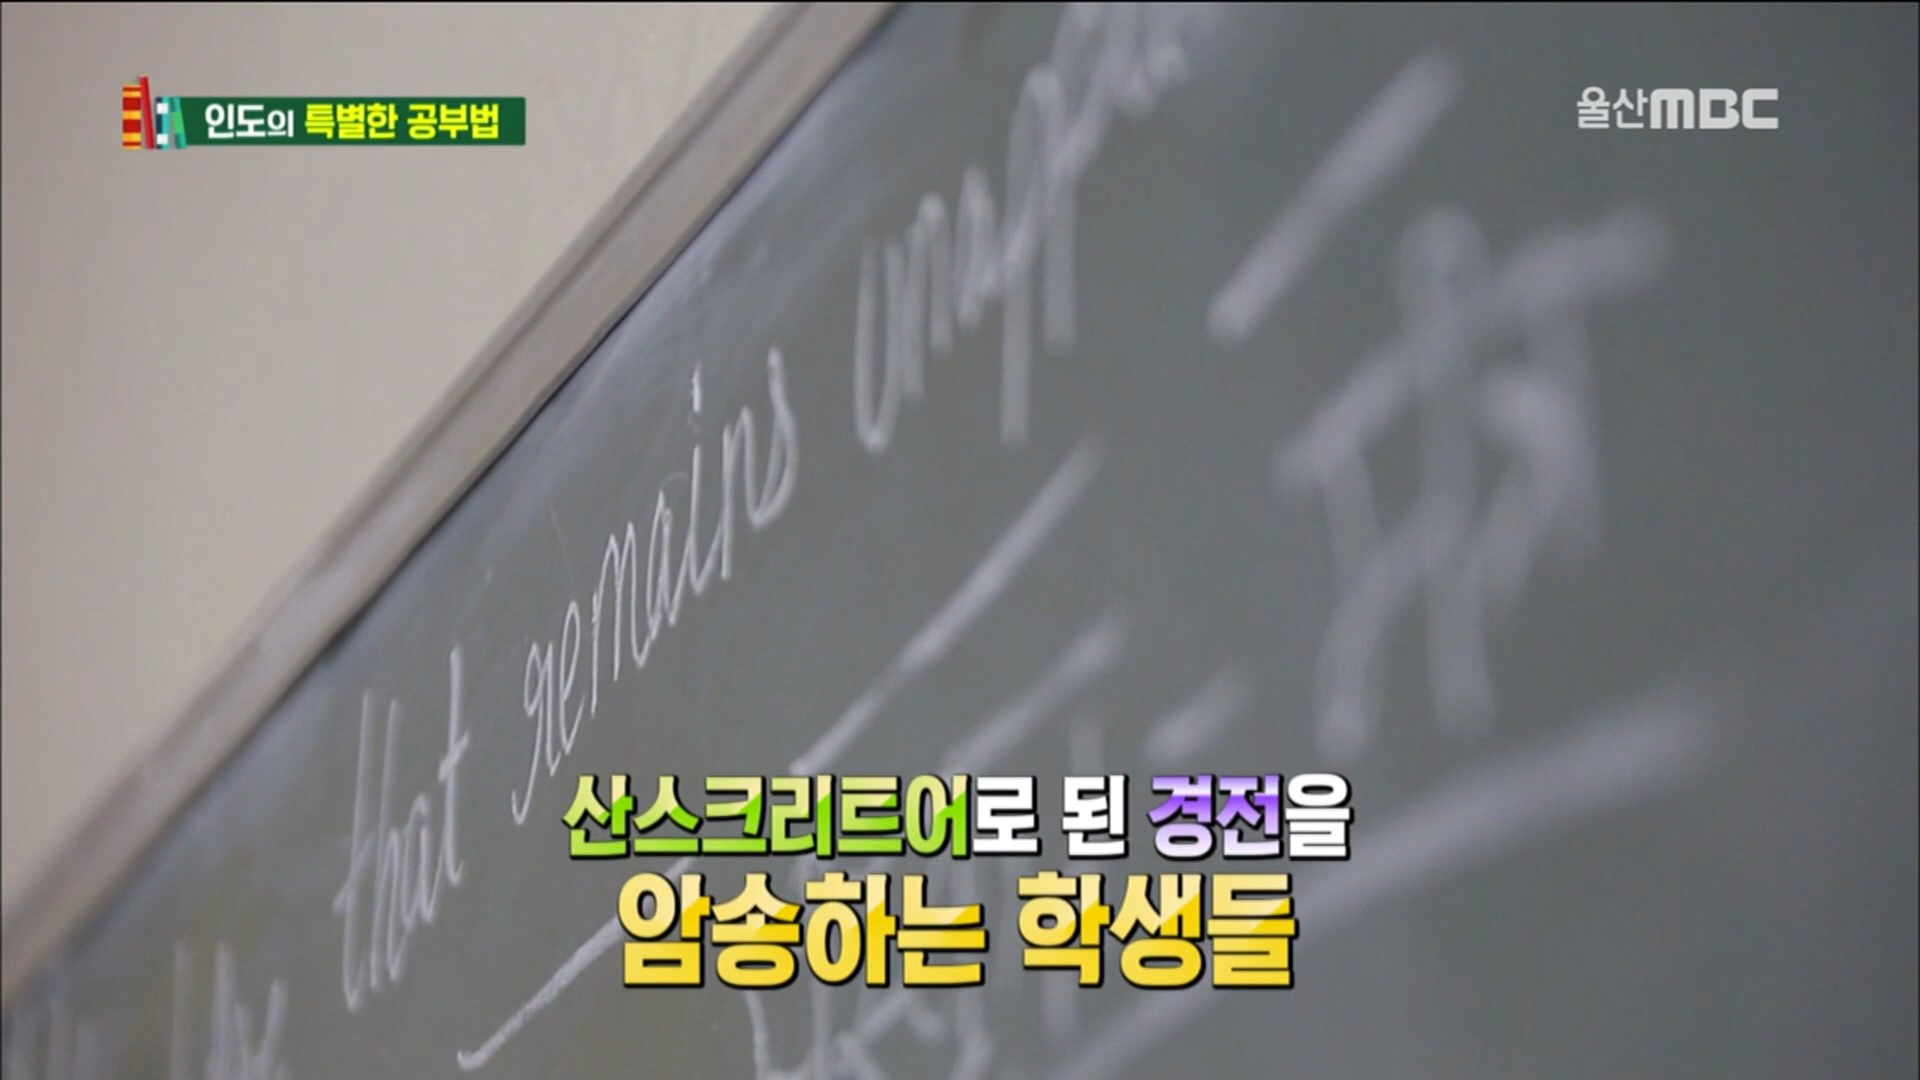 인도의 특별한 공부법
울산MBC
that remains
산스크리트어로 된 경전을
암송하는 학생들